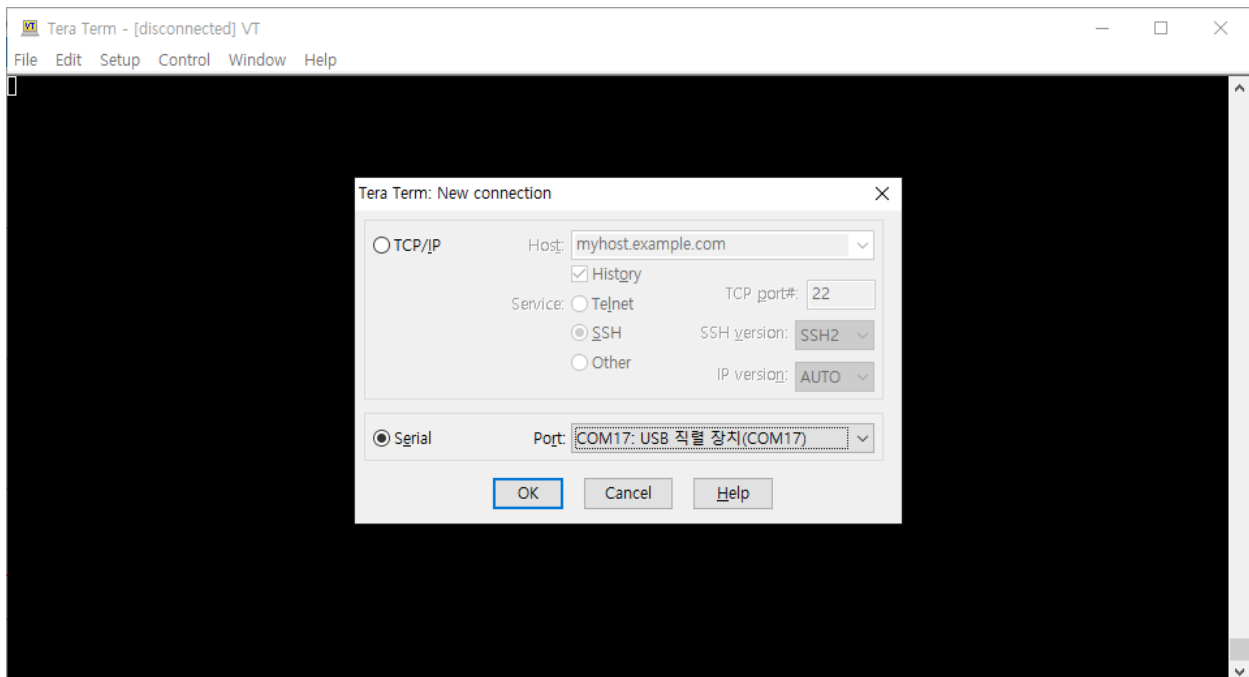 VT Tera Term - [disconnected] VT
File Edit Setup Control Window Help
Tera Term: New connection
TCP/IP Host: myhost.example.com
History
Service: Telnet TCP port#: 22
SSH SSH version: SSH2
Other IP version: AUTO
Serial Port: COM17: USB 직렬 장치(COM17)
OK Cancel Help